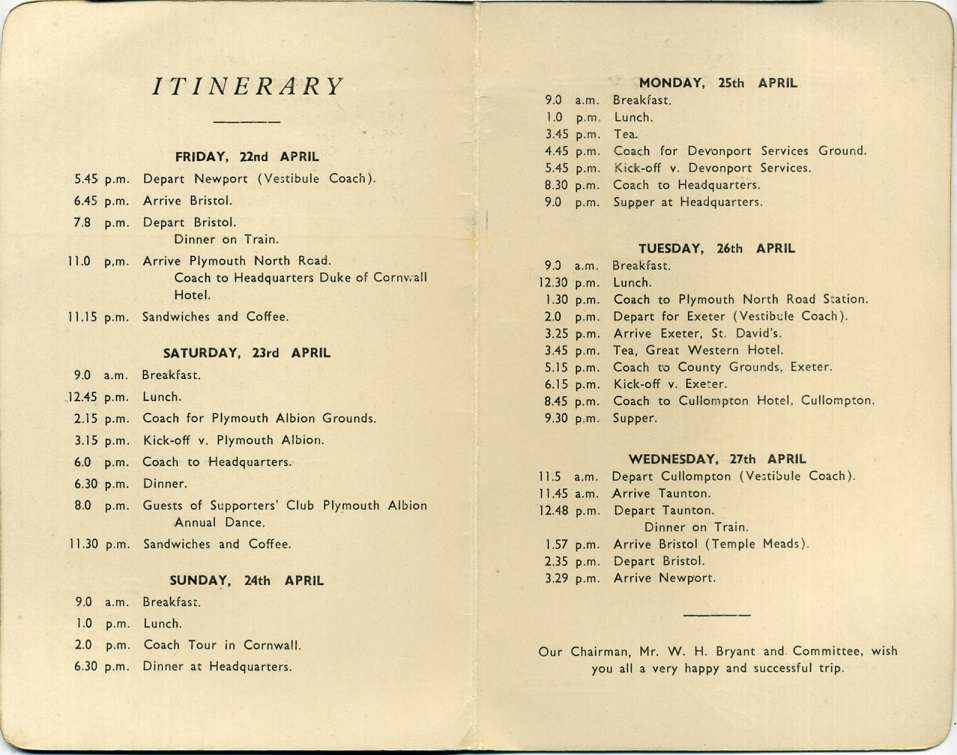 ITINERARY
FRIDAY, 22nd APRIL
5.45 p.m. Depart Newport (Vestibule Coach).
6.45 p.m. Arrive Bristol.
7.8 p.m. Depart Bristol.
Dinner on Train.
11.0 p.m. Arrive Plymouth North Road.
Coach to Headquarters Duke of Cornwall
Hotel.
11.15 p.m. Sandwiches and Coffee.
SATURDAY, 23rd APRIL
9.0 a.m. Breakfast.
12.45 p.m. Lunch.
2.15 p.m. Coach for Plymouth Albion Grounds.
3.15 p.m. Kick-off v. Plymouth Albion.
6.0 p.m. Coach to Headquarters.
6.30 p.m. Dinner.
8.0 p.m. Guests of Supporters' Club Plymouth Albion
Annual Dance.
11.30 p.m. Sandwiches and Coffee.
SUNDAY, 24th APRIL
9.0 a.m. Breakfast.
1.0 p.m. Lunch.
2.0 p.m. Coach Tour in Cornwall.
6.30 p.m. Dinner at Headquarters.
MONDAY, 25th APRIL
9.0 a.m. Breakfast.
1.0 p.m. Lunch.
3.45 p.m. Tea.
4.45 p.m. Coach for Devonport Services Ground.
5.45 p.m. Kick-off v. Devonport Services.
8.30 p.m. Coach to Headquarters.
9.0 p.m. Supper at Headquarters.
TUESDAY, 26th APRIL
9.0 a.m. Breakfast.
12.30 p.m. Lunch.
1.30 p.m. Coach to Plymouth North Road Station.
2.0 p.m. Depart for Exeter (Vestibule Coach).
3.25 p.m. Arrive Exeter, St. David's.
3.45 p.m. Tea, Great Western Hotel.
5.15 p.m. Coach to County Grounds, Exeter.
6.15 p.m. Kick-off v. Exeter.
8.45 p.m. Coach to Cullompton Hotel, Cullompton.
9.30 p.m. Supper.
WEDNESDAY, 27th APRIL
11.5 a.m. Depart Cullompton (Vestibule Coach).
11.45 a.m. Arrive Taunton.
12.48 p.m. Depart Taunton.
Dinner on Train.
1.57 p.m. Arrive Bristol (Temple Meads).
2.35 p.m. Depart Bristol.
3.29 p.m. Arrive Newport.
Our Chairman, Mr. W. H. Bryant and Committee, wish
you all a very happy and successful trip.